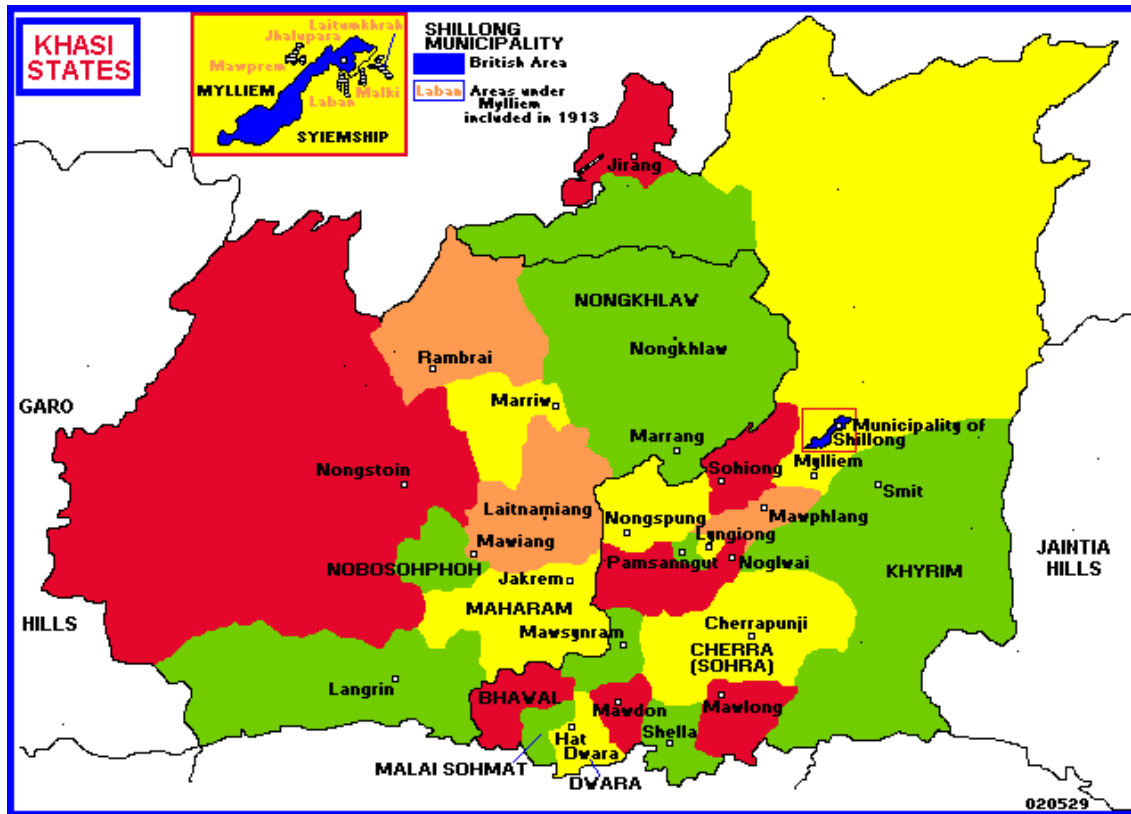 KHASI
STATES
Laitumkhrah
Jhalupara
Mawprem
MYLLIEM
Malki
Laban
SYIEMSHIP
SHILLONG
MUNICIPALITY
British Area
Laban Areas under
Mylliem
included in 1913
Jirang
NONGKHLAW
Nongkhlaw
Rambrai
Marriw
GARO
Municipality of
Shillong
Marrang
Mylliem
Nongstoin
Sohiong
Smit
Laitnamiang
Nongspung
Mawphlang
Lyngiong
Mawiang
Pamsanngut
Noglwai
NOBOSOHPHOH
KHYRIM
JAINTIA
HILLS
Jakrem
MAHARAM
HILLS
Mawsynram
Cherrapunji
CHERRA
(SOHRA)
Langrin
BHAWAL
Mawdon
Mawlong
Shella
Hat
Dwara
MALAI SOHMAT
DWARA
020529